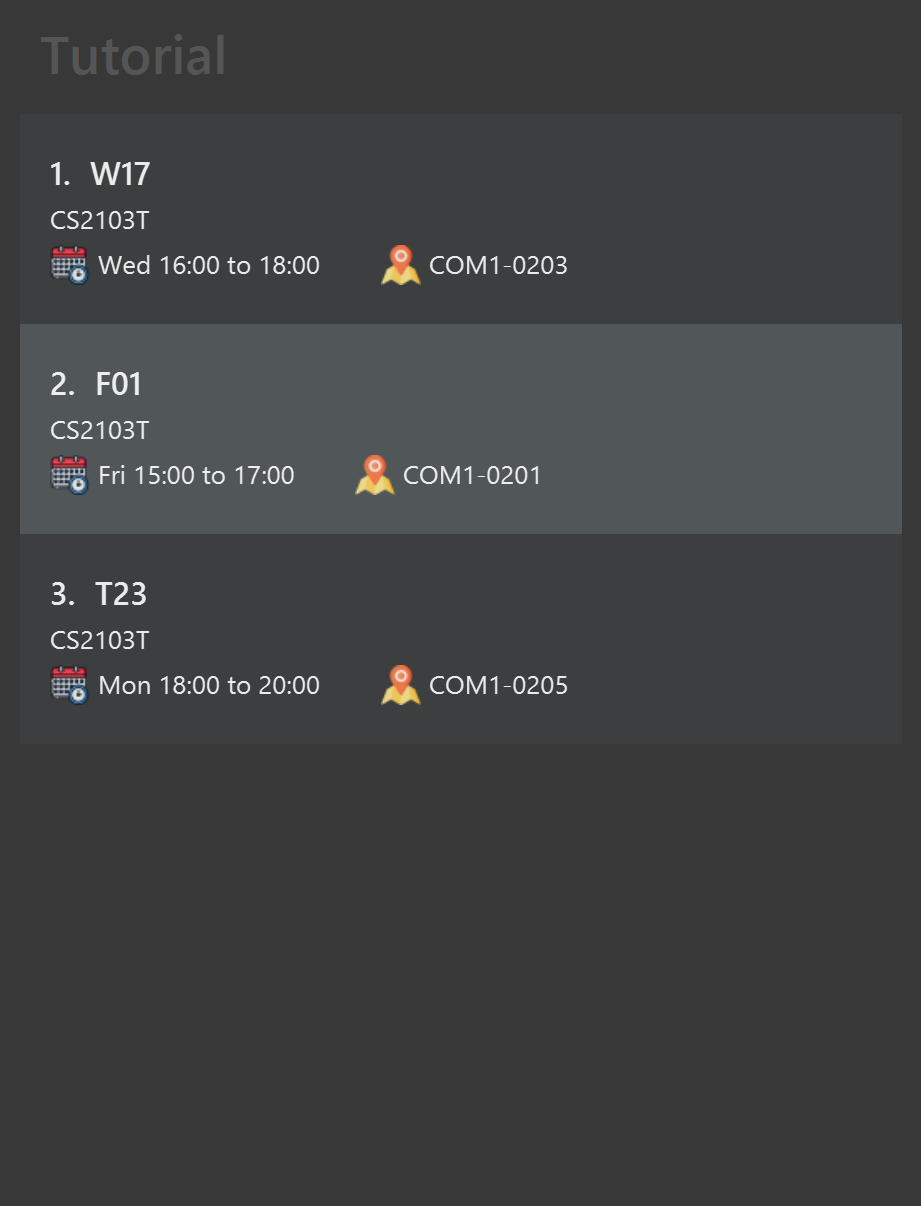 Tutorial
1. W17
CS2103T
Wed 16:00 to 18:00 COM1-0203
2. F01
CS2103T
Fri 15:00 to 17:00 COM1-0201
3. T23
CS2103T
Mon 18:00 to 20:00 COM1-0205